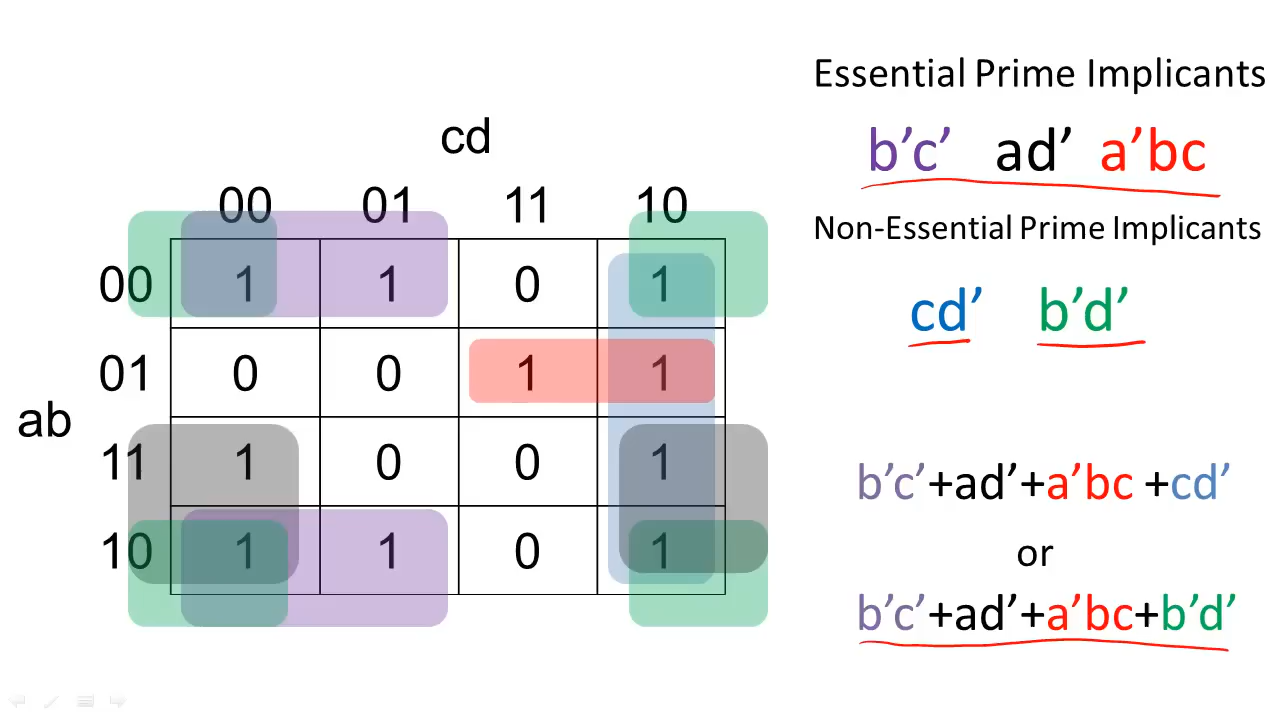 Essential Prime Implicants
b’c’ ad’ a’bc
Non-Essential Prime Implicants
cd’ b’d’
cd
00 01 11 10
00 1 1 0 1
01 0 0 1 1
ab
11 1 0 0 1
10 1 1 0 1
b’c’+ad’+a’bc +cd’
or
b’c’+ad’+a’bc+b’d’